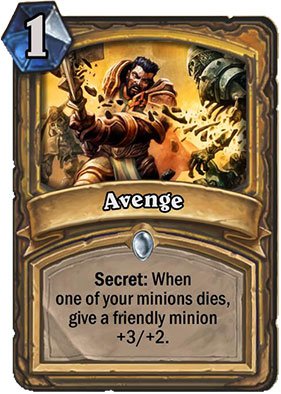 1
Avenge
Secret: When
one of your minions dies,
give a friendly minion
+3/+2.